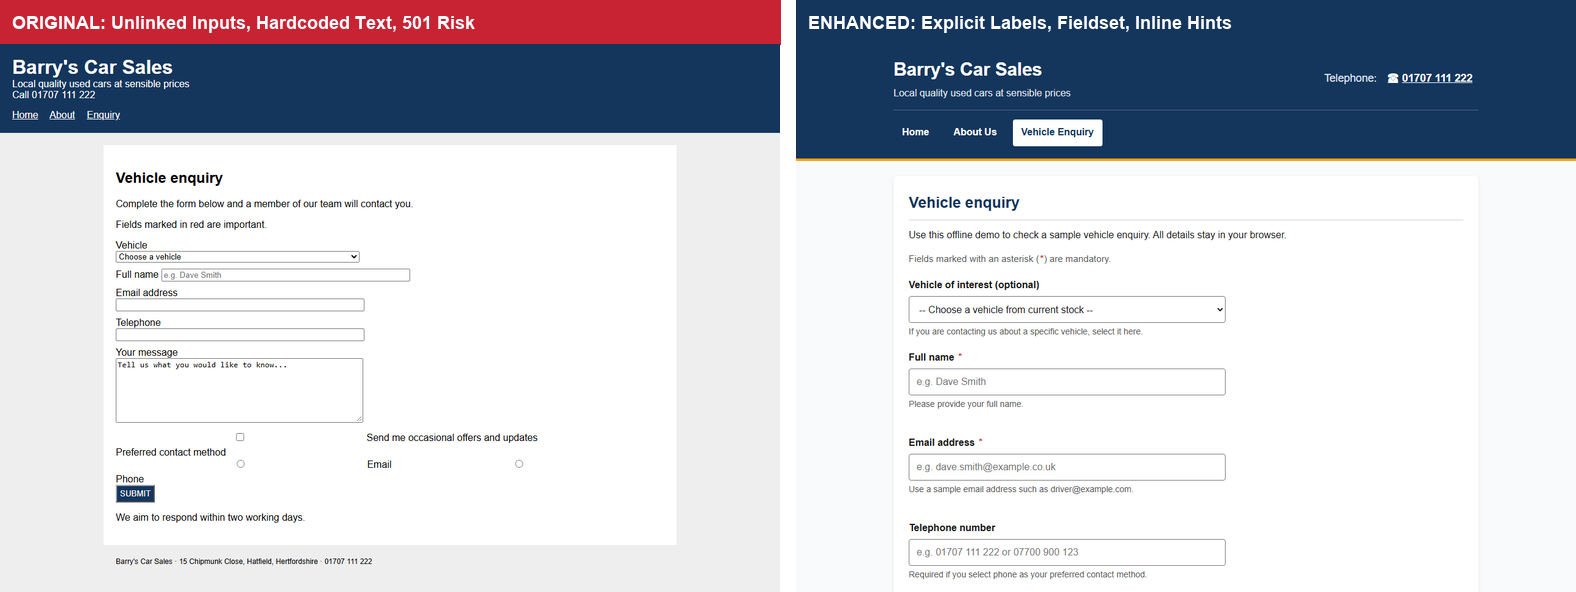 ORIGINAL: Unlinked Inputs, Hardcoded Text, 501 Risk
Barry's Car Sales
Local quality used cars at sensible prices
Call 01707 111 222
Home About Enquiry
Vehicle enquiry
Complete the form below and a member of our team will contact you.
Fields marked in red are important.
Vehicle
Choose a vehicle
Full name e.g. Dave Smith
Email address
Telephone
Your message
Tell us what you would like to know...
Send me occasional offers and updates
Preferred contact method
Email
Phone
SUBMIT
We aim to respond within two working days.
Barry's Car Sales · 15 Chipmunk Close, Hatfield, Hertfordshire · 01707 111 222
ENHANCED: Explicit Labels, Fieldset, Inline Hints
Barry's Car Sales
Local quality used cars at sensible prices
Telephone: ☎ 01707 111 222
Home About Us Vehicle Enquiry
Vehicle enquiry
Use this offline demo to check a sample vehicle enquiry. All details stay in your browser.
Fields marked with an asterisk (*) are mandatory.
Vehicle of interest (optional)
-- Choose a vehicle from current stock --
If you are contacting us about a specific vehicle, select it here.
Full name *
e.g. Dave Smith
Please provide your full name.
Email address *
e.g. dave.smith@example.co.uk
Use a sample email address such as driver@example.com.
Telephone number
e.g. 01707 111 222 or 07700 900 123
Required if you select phone as your preferred contact method.